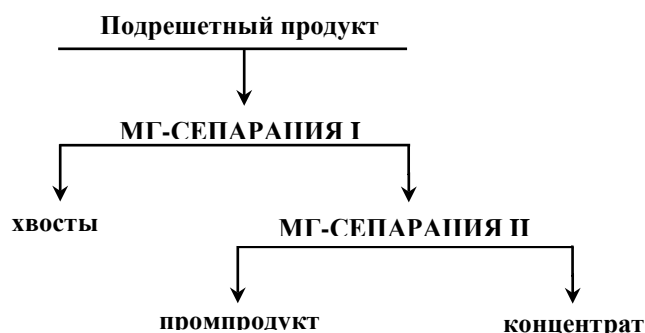 Подрешетный продукт
МГ-СЕПАРАЦИЯ I
хвосты
МГ-СЕПАРАЦИЯ II
промпродукт
концентрат